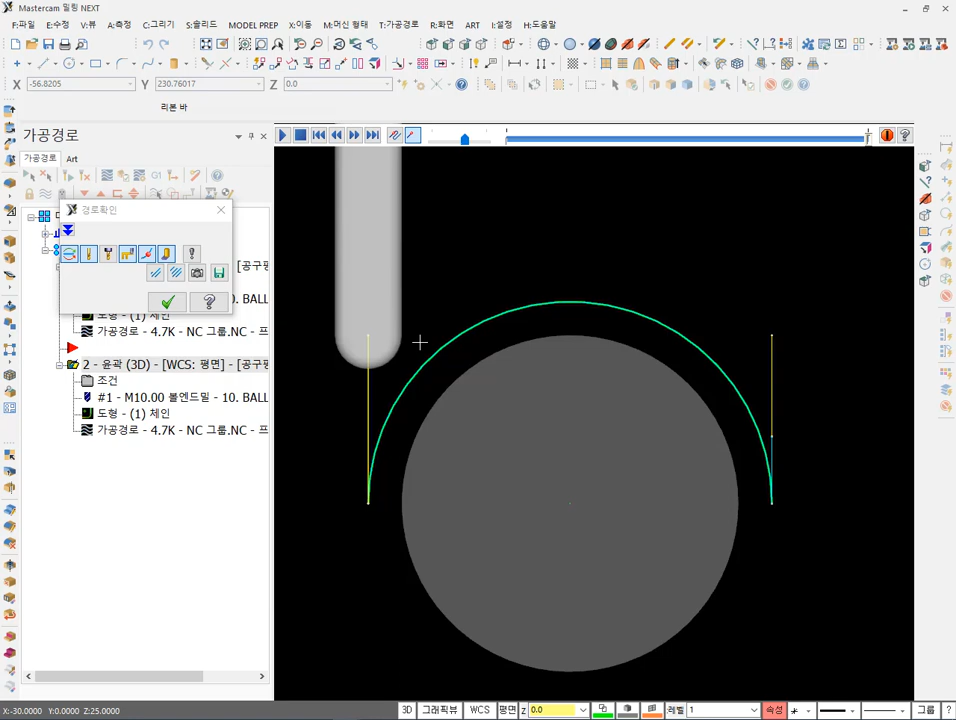 Mastercam 밀링 NEXT
F:파일 E:수정 V:뷰 A:측정 C:그리기 S:솔리드 MODEL PREP X:이동 M:머신 형태 T:가공경로 R:화면 ART I:설정 H:도움말
X -56.8205 Y 230.76017 Z 0.0
리본 바
가공경로
가공경로 Art
G1
경로확인
[공구평
0. BALL
도형 - (1) 체인
가공경로 - 4.7K - NC 그룹.NC - 프
2 - 윤곽 (3D) - [WCS: 평면] - [공구평
조건
#1 - M10.00 볼엔드밀 - 10. BALL
도형 - (1) 체인
가공경로 - 4.7K - NC 그룹.NC - 프
X:-30.0000 Y:0.0000 Z:25.0000 3D 그래픽뷰 WCS 평면 Z 0.0 레벨 1 속성 그룹 ?